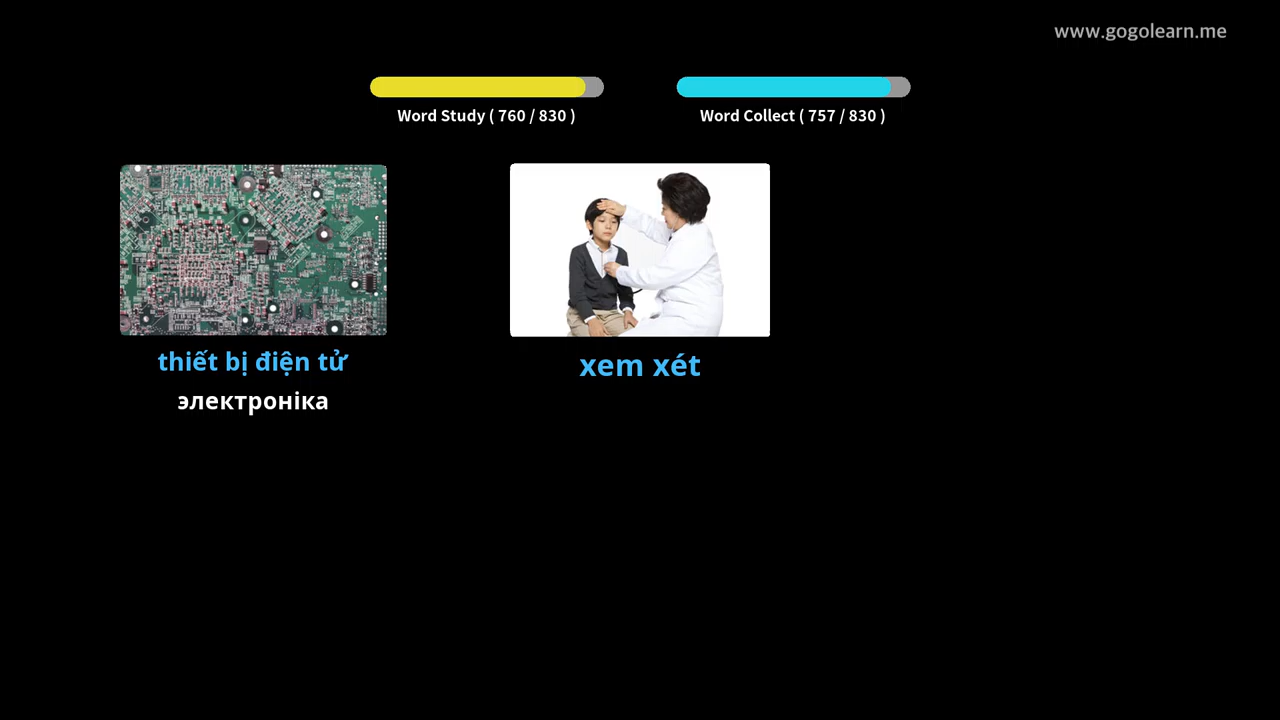 www.gogolearn.me
Word Study ( 760 / 830 )
Word Collect ( 757 / 830 )
thiết bị điện tử
электроніка
xem xét